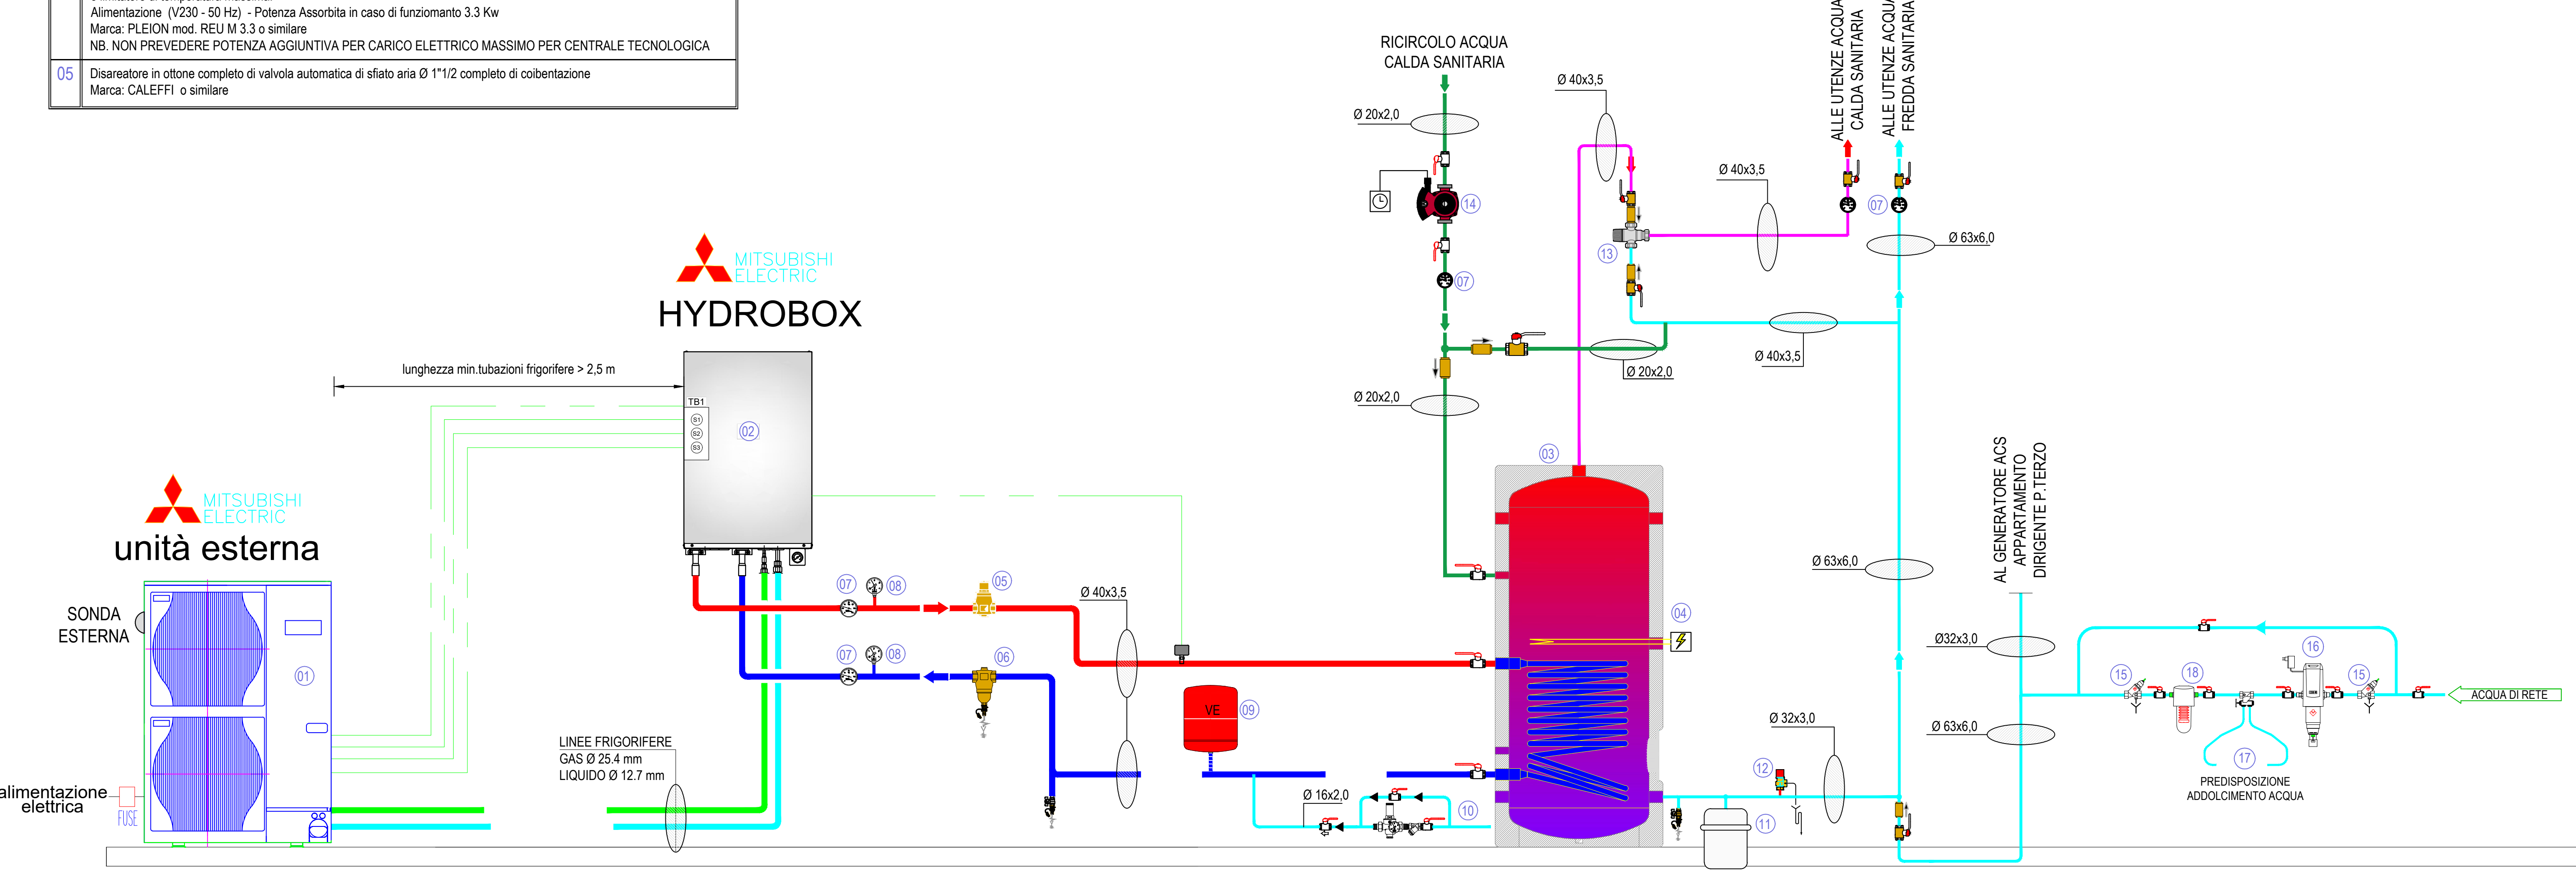 Alimentazione (V230 - 50 Hz) - Potenza Assorbita in caso di funziomanto 3.3 Kw
Marca: PLEION mod. REU M 3.3 o similare
NB. NON PREVEDERE POTENZA AGGIUNTIVA PER CARICO ELETTRICO MASSIMO PER CENTRALE TECNOLOGICA
05
Disareatore in ottone completo di valvola automatica di sfiato aria Ø 1"1/2 completo di coibentazione
Marca: CALEFFI o similare
RICIRCOLO ACQUA
CALDA SANITARIA
Ø 20x2,0
14
07
Ø 20x2,0
Ø 20x2,0
Ø 40x3,5
13
Ø 40x3,5
Ø 40x3,5
ALLE UTENZE ACQUA
CALDA SANITARIA
ALLE UTENZE ACQUA
FREDDA SANITARIA
07
Ø 63x6,0
MITSUBISHI
ELECTRIC
HYDROBOX
lunghezza min.tubazioni frigorifere > 2,5 m
TB1
S1
S2
S3
02
MITSUBISHI
ELECTRIC
unità esterna
SONDA
ESTERNA
01
alimentazione
elettrica
FUSE
LINEE FRIGORIFERE
GAS Ø 25.4 mm
LIQUIDO Ø 12.7 mm
07
08
05
07
08
06
Ø 40x3,5
VE
09
Ø 16x2,0
10
03
04
11
12
Ø 32x3,0
Ø 63x6,0
AL GENERATORE ACS
APPARTAMENTO
DIRIGENTE P.TERZO
Ø32x3,0
Ø 63x6,0
15
18
16
15
17
PREDISPOSIZIONE
ADDOLCIMENTO ACQUA
ACQUA DI RETE